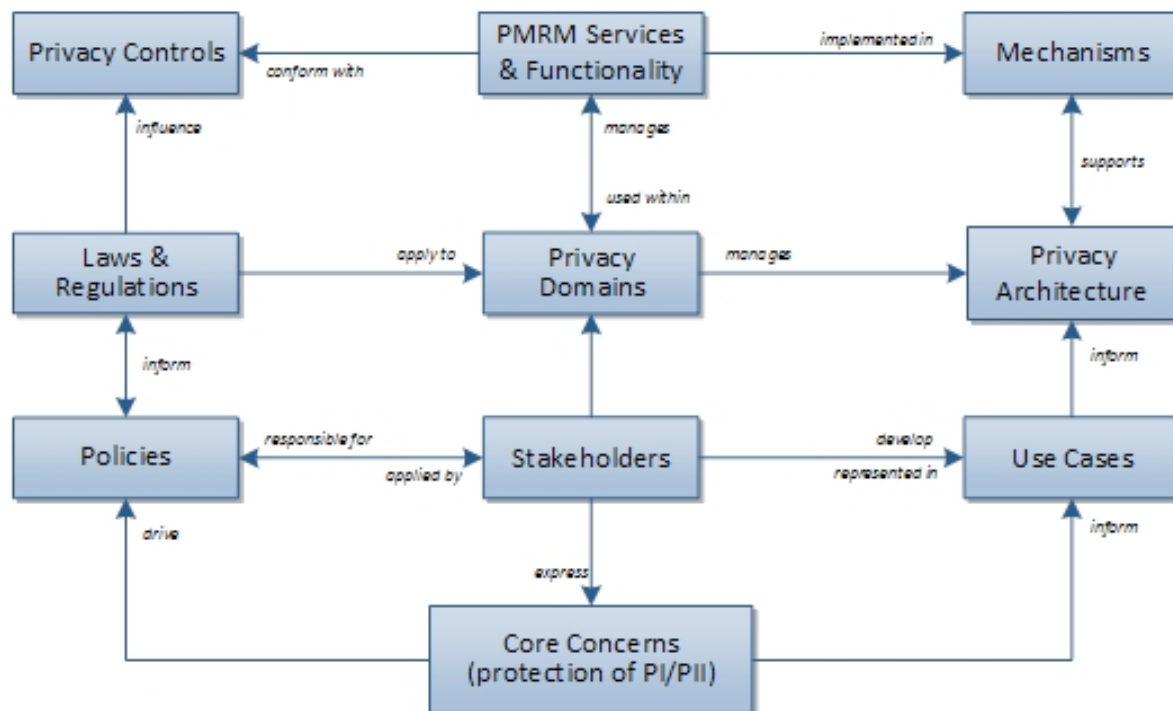 Privacy Controls
conform with
PMRM Services
& Functionality
implemented in
Mechanisms
influence
manages
supports
used within
Laws &
Regulations
apply to
Privacy
Domains
manages
Privacy
Architecture
inform
inform
Policies
responsible for
applied by
Stakeholders
develop
represented in
Use Cases
drive
express
inform
Core Concerns
(protection of PI/PII)